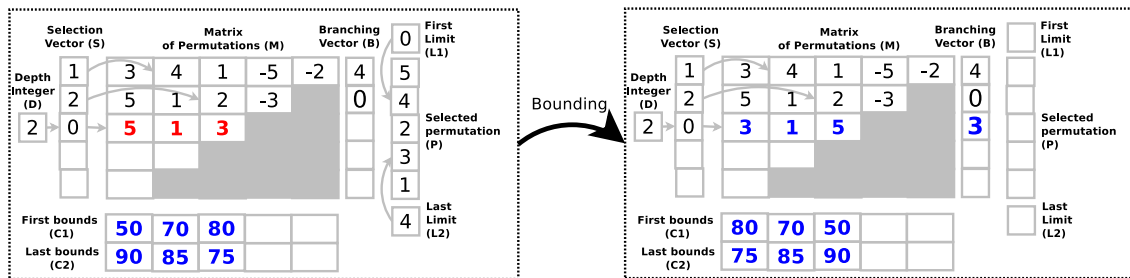 Selection
Vector (S)
Matrix
of Permutations (M)
Branching
Vector (B)
First
Limit
(L1)
0
Depth
Integer
(D)
1 3 4 1 -5 -2 4 5
2 5 1 2 -3 0 4
2 0 5 1 3 2
Selected
permutation
(P)
3
1
Last
Limit
(L2)
4
First bounds
(C1)
50 70 80
Last bounds
(C2)
90 85 75
Bounding
Selection
Vector (S)
Matrix
of Permutations (M)
Branching
Vector (B)
First
Limit
(L1)
Depth
Integer
(D)
1 3 4 1 -5 -2 4
2 5 1 2 -3 0
2 0 3 1 5 3
Selected
permutation
(P)
Last
Limit
(L2)
First bounds
(C1)
80 70 50
Last bounds
(C2)
75 85 90